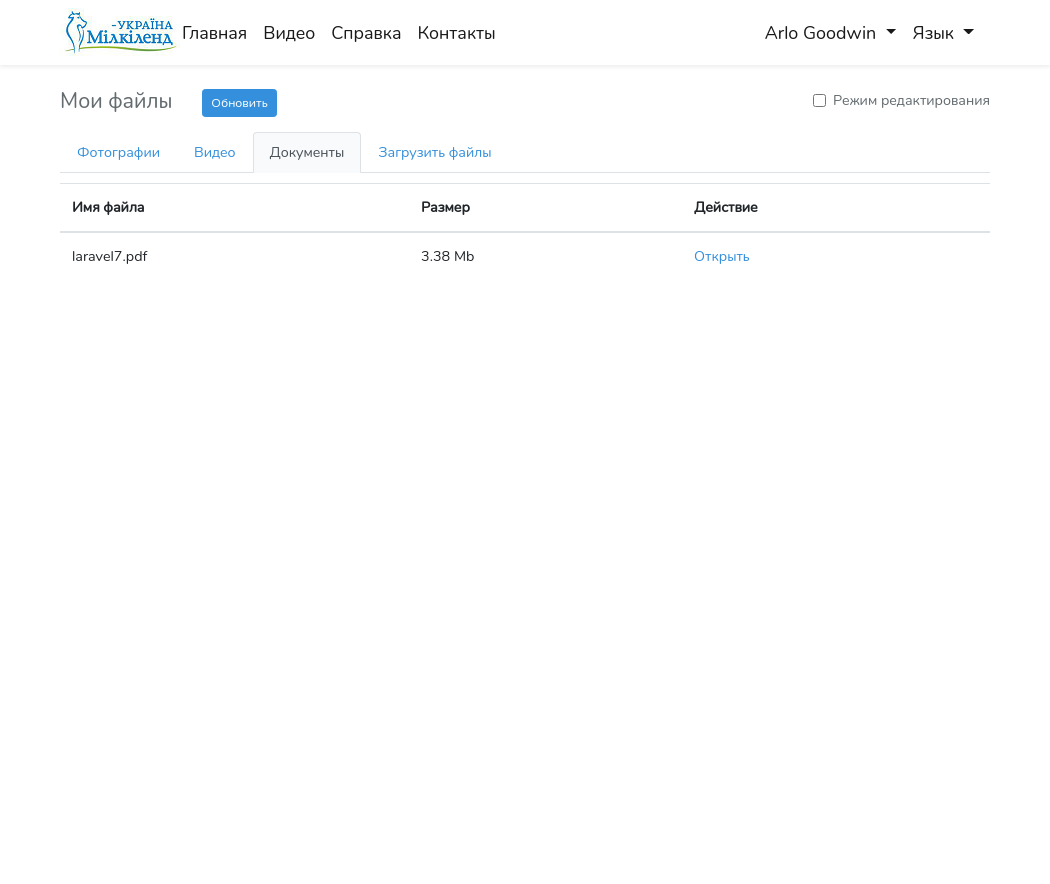 -УКРАЇНА
Мілкіленд
Главная Видео Справка Контакты Arlo Goodwin Язык
Мои файлы Обновить Режим редактирования
Фотографии Видео Документы Загрузить файлы
Имя файла Размер Действие
laravel7.pdf 3.38 Mb Открыть